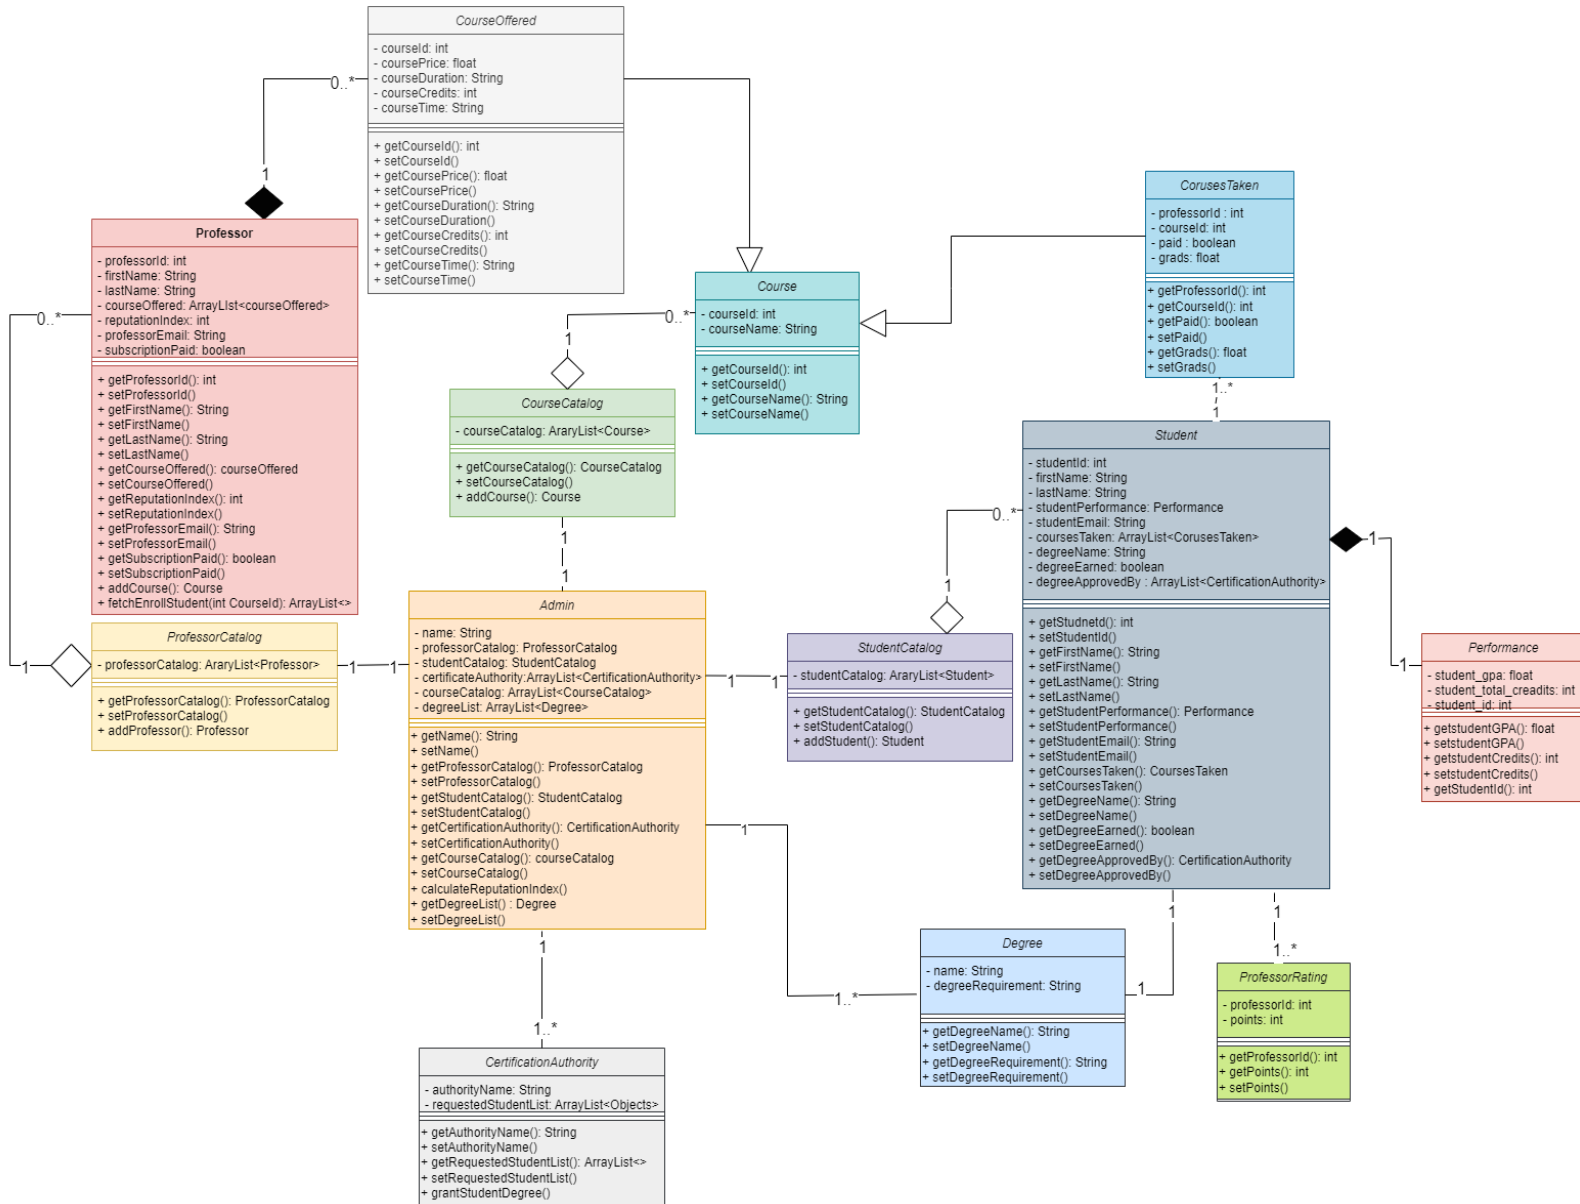 CourseOffered
- courseId: int
- coursePrice: float
- courseDuration: String
- courseCredits: int
- courseTime: String
+ getCourseId(): int
+ setCourseId()
+ getCoursePrice(): float
+ setCoursePrice()
+ getCourseDuration(): String
+ setCourseDuration()
+ getCourseCredits(): int
+ setCourseCredits()
+ getCourseTime(): String
+ setCourseTime()
0..*
1
Professor
- professorId: int
- firstName: String
- lastName: String
- courseOffered: ArrayLIst<courseOffered>
- reputationIndex: int
- professorEmail: String
- subscriptionPaid: boolean
+ getProfessorId(): int
+ setProfessorId()
+ getFirstName(): String
+ setFirstName()
+ getLastName(): String
+ setLastName()
+ getCourseOffered(): courseOffered
+ setCourseOffered()
+ getReputationIndex(): int
+ setReputationIndex()
+ getProfessorEmail(): String
+ setProfessorEmail()
+ getSubscriptionPaid(): boolean
+ setSubscriptionPaid()
+ addCourse(): Course
+ fetchEnrollStudent(int CourseId): ArrayList<>
0..*
1
ProfessorCatalog
- professorCatalog: AraryList<Professor>
+ getProfessorCatalog(): ProfessorCatalog
+ setProfessorCatalog()
+ addProfessor(): Professor
1
1
Course
- courseId: int
- courseName: String
+ getCourseId(): int
+ setCourseId()
+ getCourseName(): String
+ setCourseName()
0..*
1
CourseCatalog
- courseCatalog: AraryList<Course>
+ getCourseCatalog(): CourseCatalog
+ setCourseCatalog()
+ addCourse(): Course
1
1
Admin
- name: String
- professorCatalog: ProfessorCatalog
- studentCatalog: StudentCatalog
- certificateAuthority:ArrayList<CertificationAuthority>
- courseCatalog: ArrayList<CourseCatalog>
- degreeList: ArrayList<Degree>
+ getName(): String
+ setName()
+ getProfessorCatalog(): ProfessorCatalog
+ setProfessorCatalog()
+ getStudentCatalog(): StudentCatalog
+ setStudentCatalog()
+ getCertificationAuthority(): CertificationAuthority
+ setCertificationAuthority()
+ getCourseCatalog(): courseCatalog
+ setCourseCatalog()
+ calculateReputationIndex()
+ getDegreeList() : Degree
+ setDegreeList()
1
1
1
1..*
1
1..*
CertificationAuthority
- authorityName: String
- requestedStudentList: ArrayList<Objects>
+ getAuthorityName(): String
+ setAuthorityName()
+ getRequestedStudentList(): ArrayList<>
+ setRequestedStudentList()
+ grantStudentDegree()
StudentCatalog
- studentCatalog: AraryList<Student>
+ getStudentCatalog(): StudentCatalog
+ setStudentCatalog()
+ addStudent(): Student
1
0..*
CorusesTaken
- professorId : int
- courseId: int
- paid : boolean
- grads: float
+ getProfessorId(): int
+ getCourseId(): int
+ getPaid(): boolean
+ setPaid()
+ getGrads(): float
+ setGrads()
1..*
1
Student
- studentId: int
- firstName: String
- lastName: String
- studentPerformance: Performance
- studentEmail: String
- coursesTaken: ArrayList<CorusesTaken>
- degreeName: String
- degreeEarned: boolean
- degreeApprovedBy : ArrayList<CertificationAuthority>
+ getStudnetd(): int
+ setStudentId()
+ getFirstName(): String
+ setFirstName()
+ getLastName(): String
+ setLastName()
+ getStudentPerformance(): Performance
+ setStudentPerformance()
+ getStudentEmail(): String
+ setStudentEmail()
+ getCoursesTaken(): CoursesTaken
+ setCoursesTaken()
+ getDegreeName(): String
+ setDegreeName()
+ getDegreeEarned(): boolean
+ setDegreeEarned()
+ getDegreeApprovedBy(): CertificationAuthority
+ setDegreeApprovedBy()
1
1
Performance
- student_gpa: float
- student_total_creadits: int
- student_id: int
+ getstudentGPA(): float
+ setstudentGPA()
+ getstudentCredits(): int
+ setstudentCredits()
+ getStudentId(): int
1
1
Degree
- name: String
- degreeRequirement: String
+ getDegreeName(): String
+ setDegreeName()
+ getDegreeRequirement(): String
+ setDegreeRequirement()
1
1..*
ProfessorRating
- professorId: int
- points: int
+ getProfessorId(): int
+ getPoints(): int
+ setPoints()